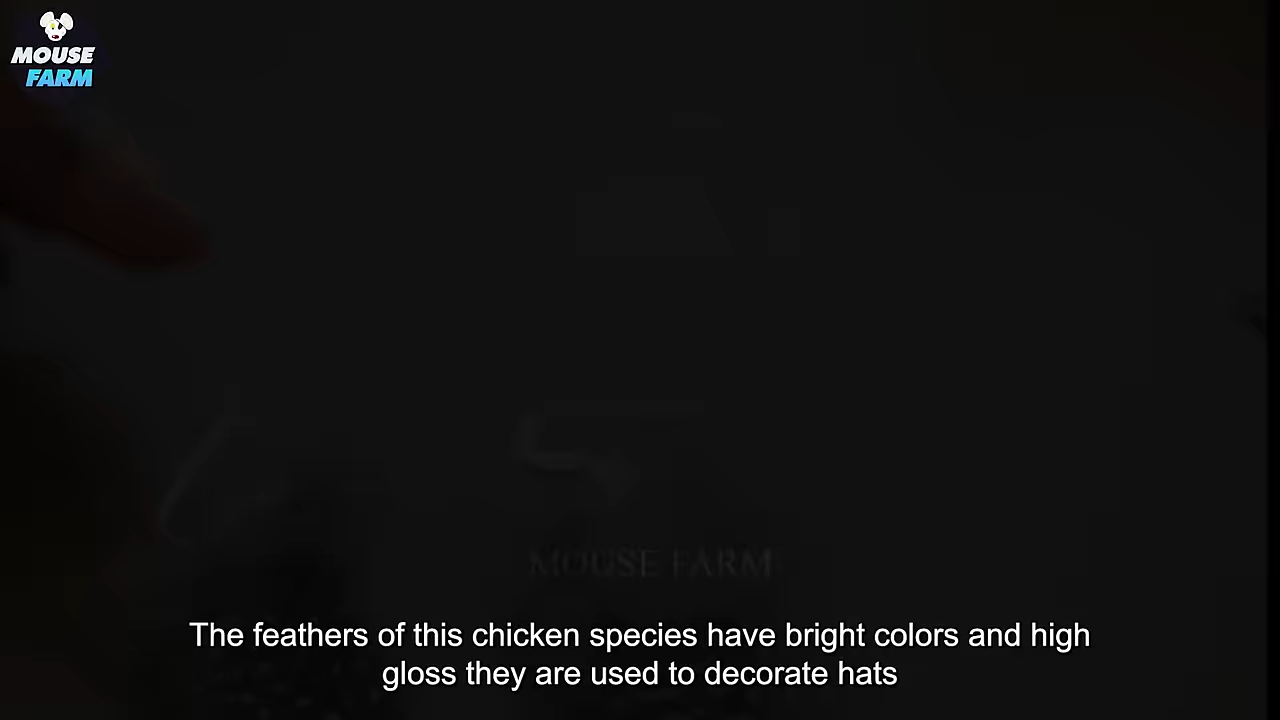 MOUSE
FARM
MOUSE FARM
The feathers of this chicken species have bright colors and high
gloss they are used to decorate hats